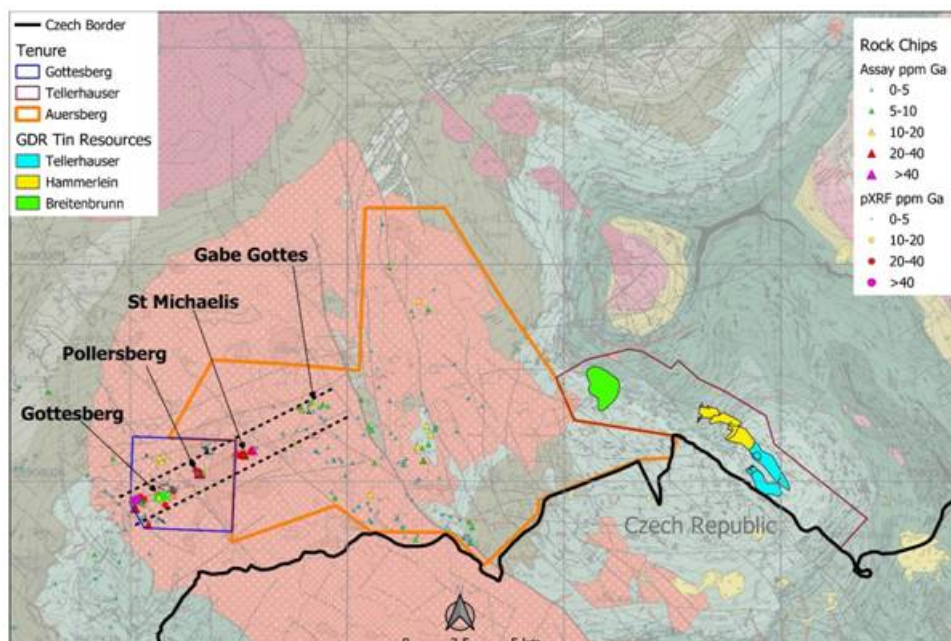 Czech Border
Tenure
Gottesberg
Tellerhauser
Auersberg
GDR Tin Resources
Tellerhauser
Hammerlein
Breitenbrunn
Rock Chips
Assay ppm Ga
0-5
5-10
10-20
20-40
>40
pXRF ppm Ga
0-5
10-20
20-40
>40
Gabe Gottes
St Michaelis
Pollersberg
Gottesberg
Czech Republic